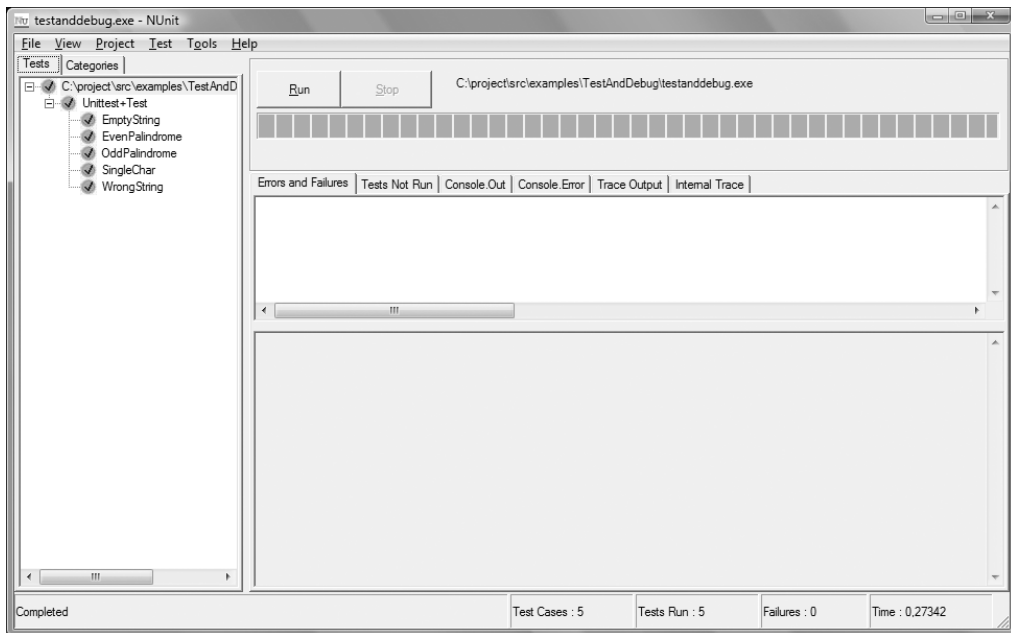 testanddebug.exe - NUnit
File View Project Test Tools Help
Tests Categories
C:\project\src\examples\TestAndD
Unittest+Test
EmptyString
EvenPalindrome
OddPalindrome
SingleChar
WrongString
Run Stop C:\project\src\examples\TestAndDebug\testanddebug.exe
Errors and Failures Tests Not Run Console.Out Console.Error Trace Output Internal Trace
Completed Test Cases : 5 Tests Run : 5 Failures : 0 Time : 0,27342